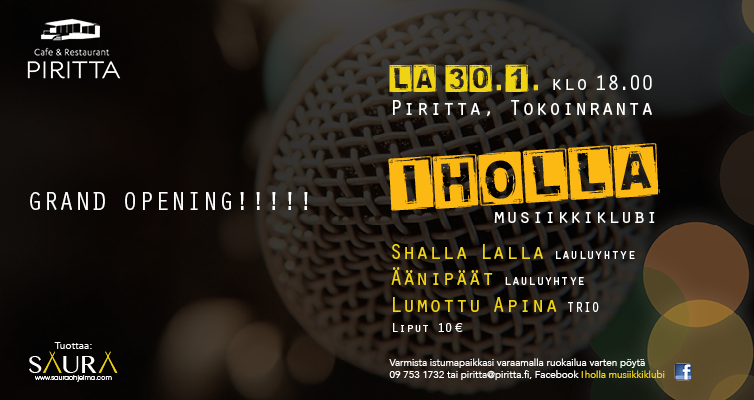 Cafe & Restaurant
PIRITTA
LA 30.1. KLO 18.00
PIRITTA, TOKOINRANTA
IHOLLA
MUSIIKKIKLUBI
GRAND OPENING!!!!!
SHALLA LALLA LAULUYHTYE
ÄÄNIPÄÄT LAULUYHTYE
LUMOTTU APINA TRIO
LIPUT 10€
Tuottaa:
SAURA
www.sauraohjelma.com
Varmista istumapaikkasi varaamalla ruokailua varten pöytä
09 753 1732 tai piritta@piritta.fi, Facebook Iholla musiikkiklubi
f